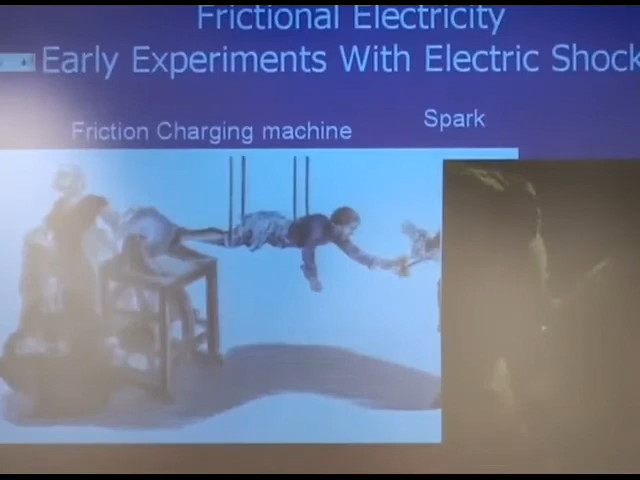 Frictional Electricity
Early Experiments With Electric Shock
Friction Charging machine
Spark